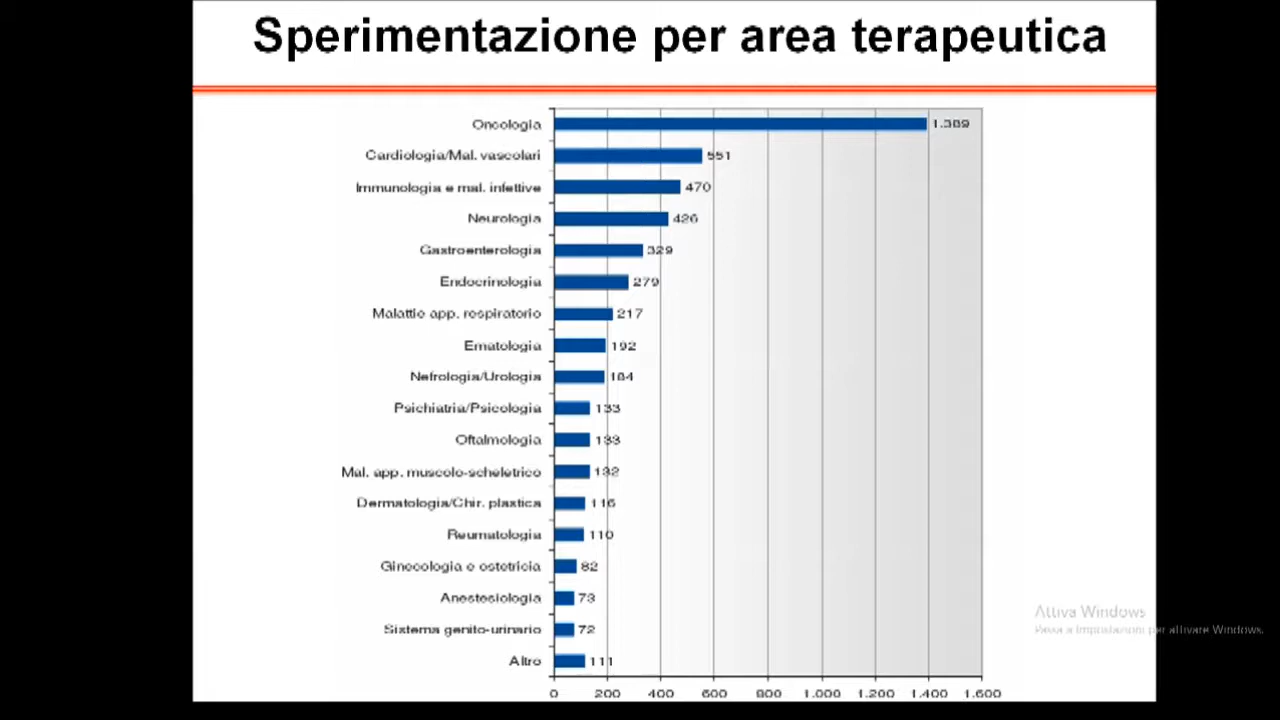 Sperimentazione per area terapeutica
Oncologia 1.389
Cardiologia/Mal. vascolari 551
Immunologia e mal. infettive 470
Neurologia 426
Gastroenterologia 329
Endocrinologia 279
Malattie app. respiratorio 217
Ematologia 192
Nefrologia/Urologia 184
Psichiatria/Psicologia 133
Oftalmologia 133
Mal. app. muscolo-scheletrico 132
Dermatologia/Chir. plastica 116
Reumatologia 110
Ginecologia e ostetricia 82
Anestesiologia 73
Sistema genito-urinario 72
Altro 111
0 200 400 600 800 1.000 1.200 1.400 1.600
Attiva Windows
Passa a Impostazioni per attivare Windows.